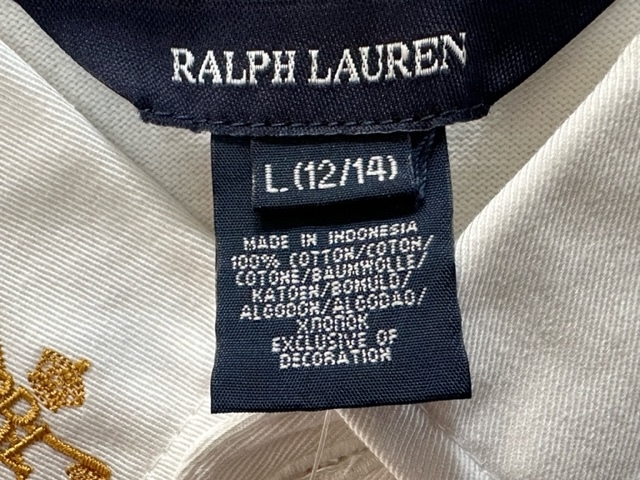 RALPH LAUREN
L (12/14)
MADE IN INDONESIA
100% COTTON/COTON/
COTONE/BAUMWOLLE/
KATOEN/BOMULD/
ALGODON/ALGODAO/
ХЛОПОК
EXCLUSIVE OF
DECORATION